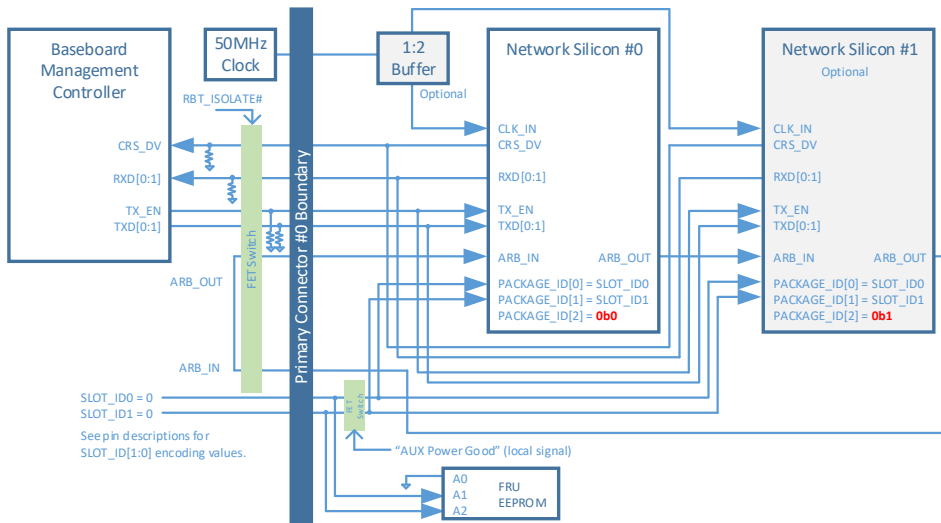 Baseboard
Management
Controller
50MHz
Clock
1:2
Buffer
Optional
Network Silicon #0
Network Silicon #1
Optional
RBT_ISOLATE#
CLK_IN
CRS_DV
RXD[0:1]
TX_EN
TXD[0:1]
ARB_IN
ARB_OUT
PACKAGE_ID[0] = SLOT_ID0
PACKAGE_ID[1] = SLOT_ID1
PACKAGE_ID[2] = 0b0
CLK_IN
CRS_DV
RXD[0:1]
TX_EN
TXD[0:1]
ARB_IN
ARB_OUT
PACKAGE_ID[0] = SLOT_ID0
PACKAGE_ID[1] = SLOT_ID1
PACKAGE_ID[2] = 0b1
CRS_DV
RXD[0:1]
TX_EN
TXD[0:1]
FET Switch
Primary Connector #0 Boundary
ARB_OUT
ARB_IN
SLOT_ID0 = 0
SLOT_ID1 = 0
See pin descriptions for
SLOT_ID[1:0] encoding values.
FET
Switch
"AUX Power Good" (local signal)
A0
A1
A2
FRU
EEPROM